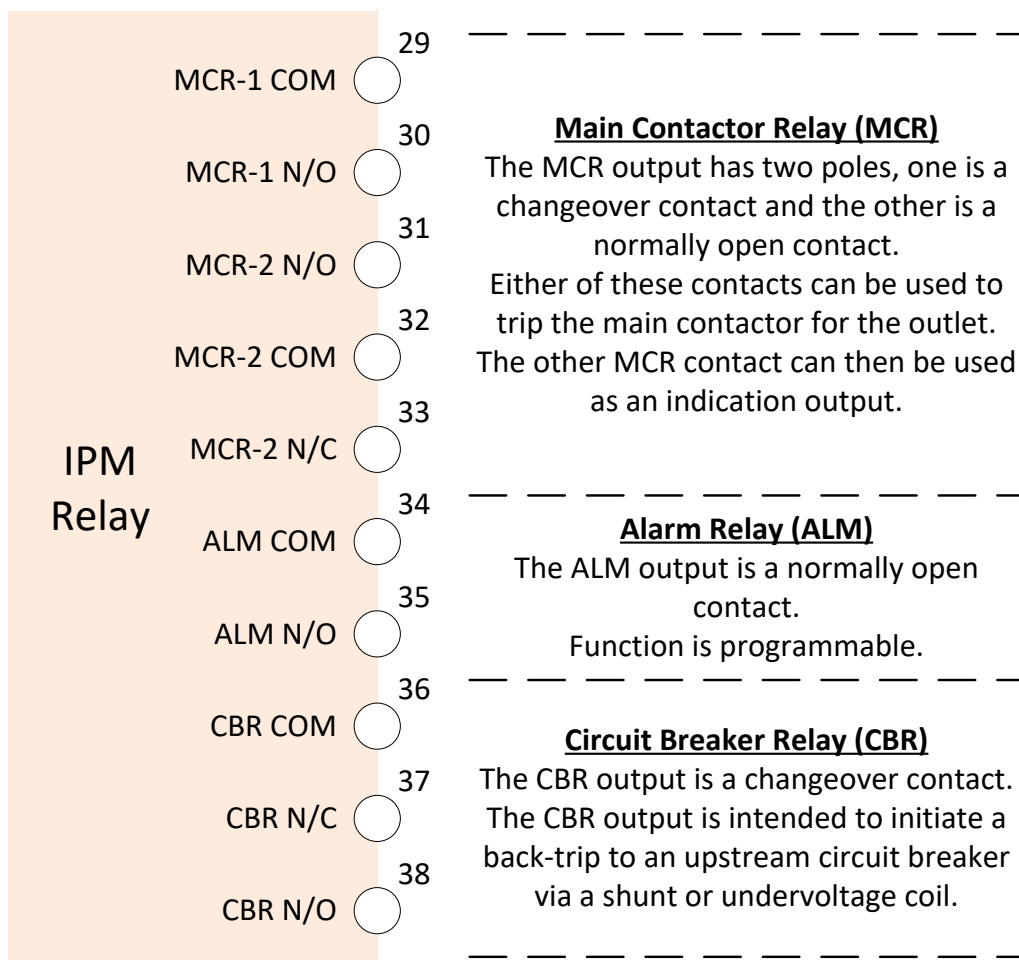 29
MCR-1 COM
30
MCR-1 N/O
31
MCR-2 N/O
32
MCR-2 COM
33
MCR-2 N/C
34
ALM COM
35
ALM N/O
36
CBR COM
37
CBR N/C
38
CBR N/O
IPM
Relay
Main Contactor Relay (MCR)
The MCR output has two poles, one is a
changeover contact and the other is a
normally open contact.
Either of these contacts can be used to
trip the main contactor for the outlet.
The other MCR contact can then be used
as an indication output.
Alarm Relay (ALM)
The ALM output is a normally open
contact.
Function is programmable.
Circuit Breaker Relay (CBR)
The CBR output is a changeover contact.
The CBR output is intended to initiate a
back-trip to an upstream circuit breaker
via a shunt or undervoltage coil.